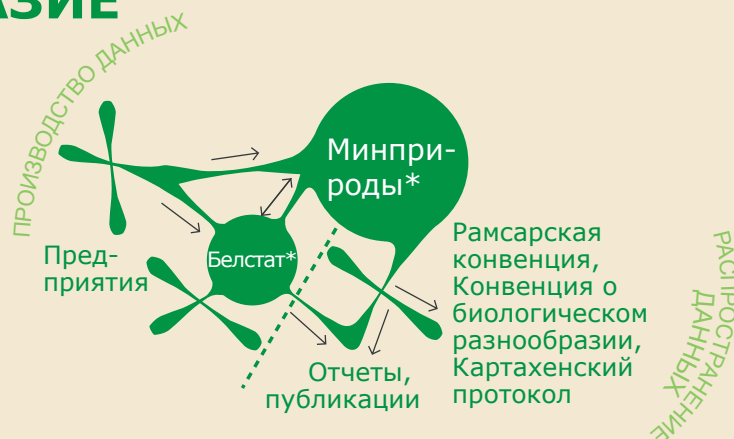 АЗИЕ
ПРОИЗВОДСТВО ДАННЫХ
Минпри-
роды*
Пред-
приятия
Белстат*
Рамсарская
конвенция,
Конвенция о
биологическом
разнообразии,
Картахенский
протокол
Отчеты,
публикации
РАСПРОСТРАНЕНИЕ
ДАННЫХ